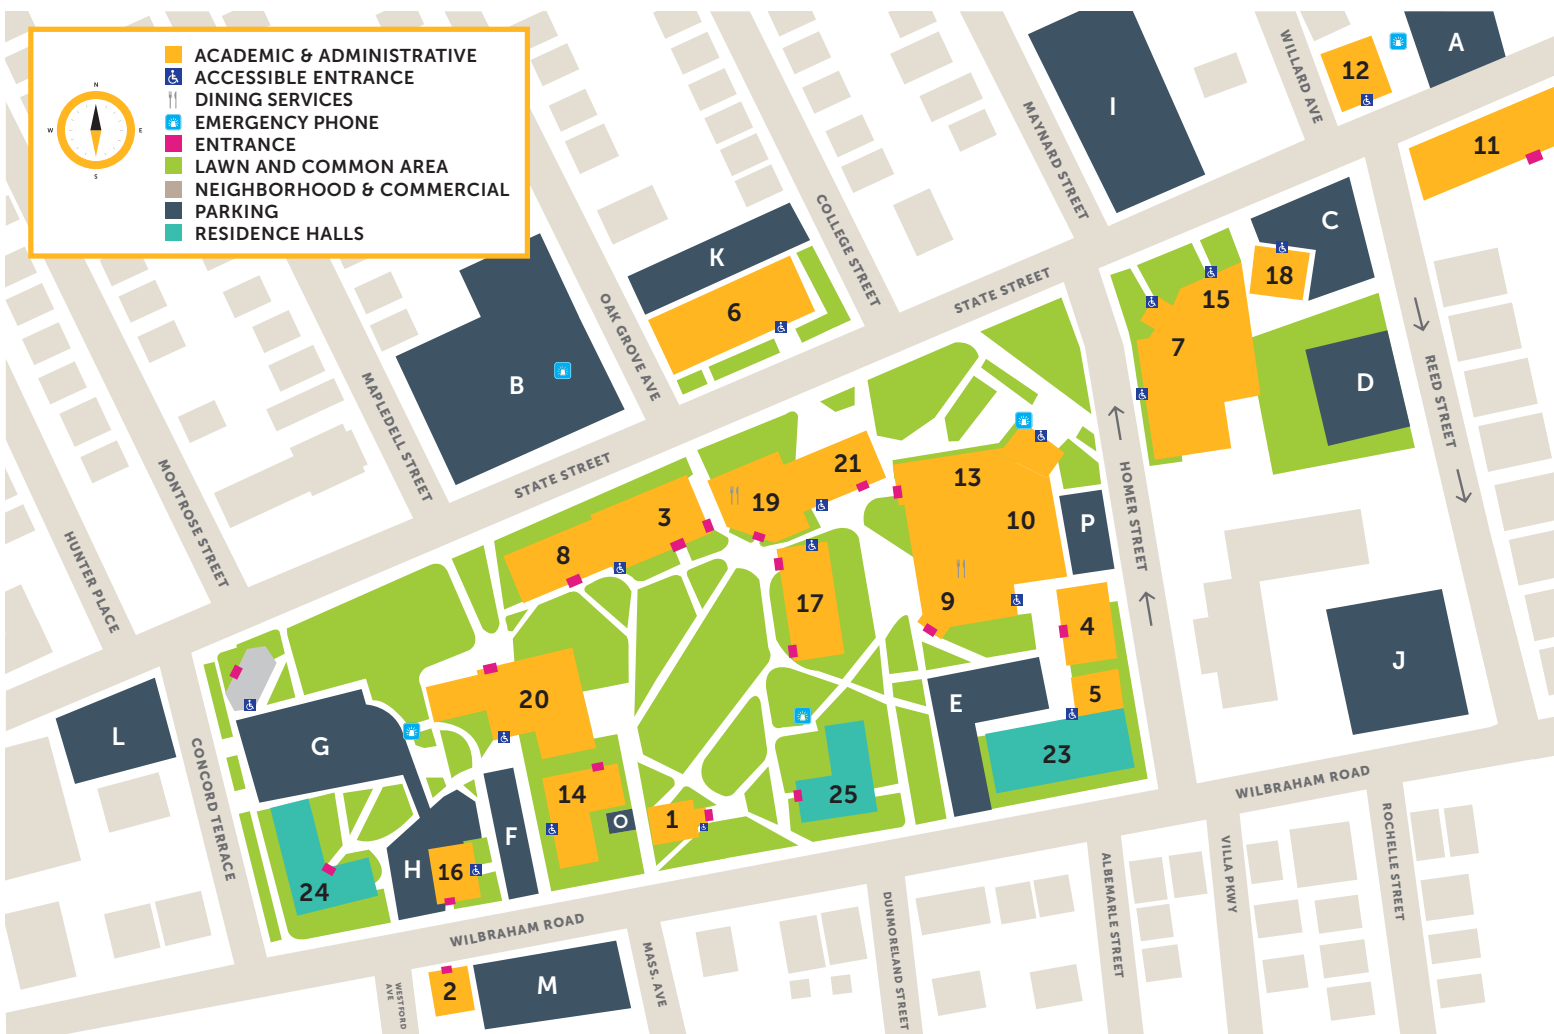 N
W
E
S
ACADEMIC & ADMINISTRATIVE
ACCESSIBLE ENTRANCE
DINING SERVICES
EMERGENCY PHONE
ENTRANCE
LAWN AND COMMON AREA
NEIGHBORHOOD & COMMERCIAL
PARKING
RESIDENCE HALLS
WILLARD AVE
12
A
I
MAYNARD STREET
11
COLLEGE STREET
C
K
18
15
OAK GROVE AVE
6
STATE STREET
7
B
D
REED STREET
MAPLEDELL STREET
MONTROSE STREET
STATE STREET
21
13
19
3
10
P
HOMER STREET
8
HUNTER PLACE
17
9
4
J
20
5
E
L
G
23
CONCORD TERRACE
14
25
WILBRAHAM ROAD
O
1
F
H
16
24
WILBRAHAM ROAD
ALBEMARLE STREET
VILLA PKWY
ROCHELLE STREET
DUNMORELAND STREET
MASS. AVE
M
2
WESTFORD
AVE